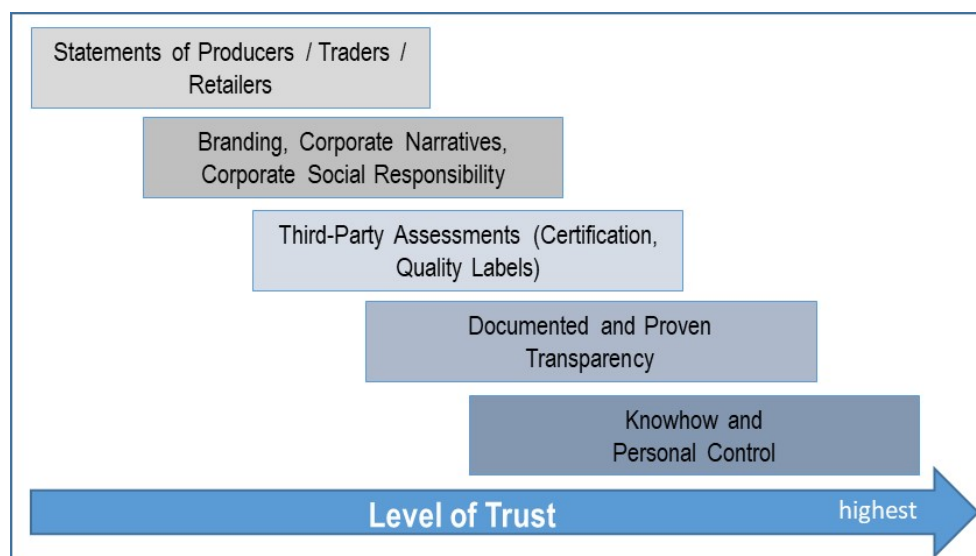 Statements of Producers / Traders /
Retailers
Branding, Corporate Narratives,
Corporate Social Responsibility
Third-Party Assessments (Certification,
Quality Labels)
Documented and Proven
Transparency
Knowhow and
Personal Control
Level of Trust
highest